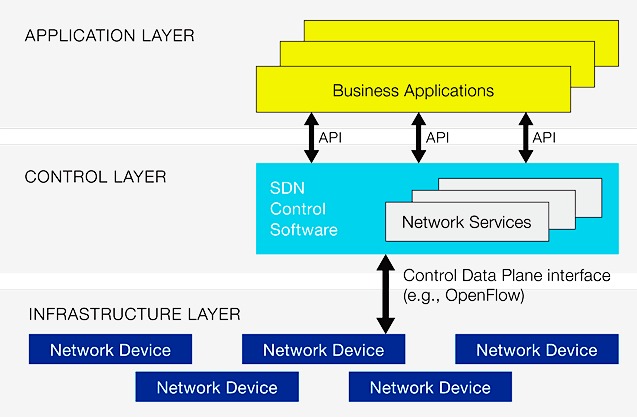 APPLICATION LAYER
Business Applications
API
API
API
CONTROL LAYER
SDN
Control
Software
Network Services
Control Data Plane interface
(e.g., OpenFlow)
INFRASTRUCTURE LAYER
Network Device
Network Device
Network Device
Network Device
Network Device